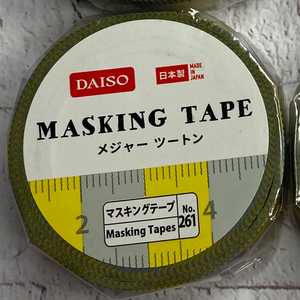 DAISO
日本製
MADE IN
JAPAN
MASKING TAPE
メジャー ツートン
2
4
マスキングテープ
Masking Tapes
No.
261